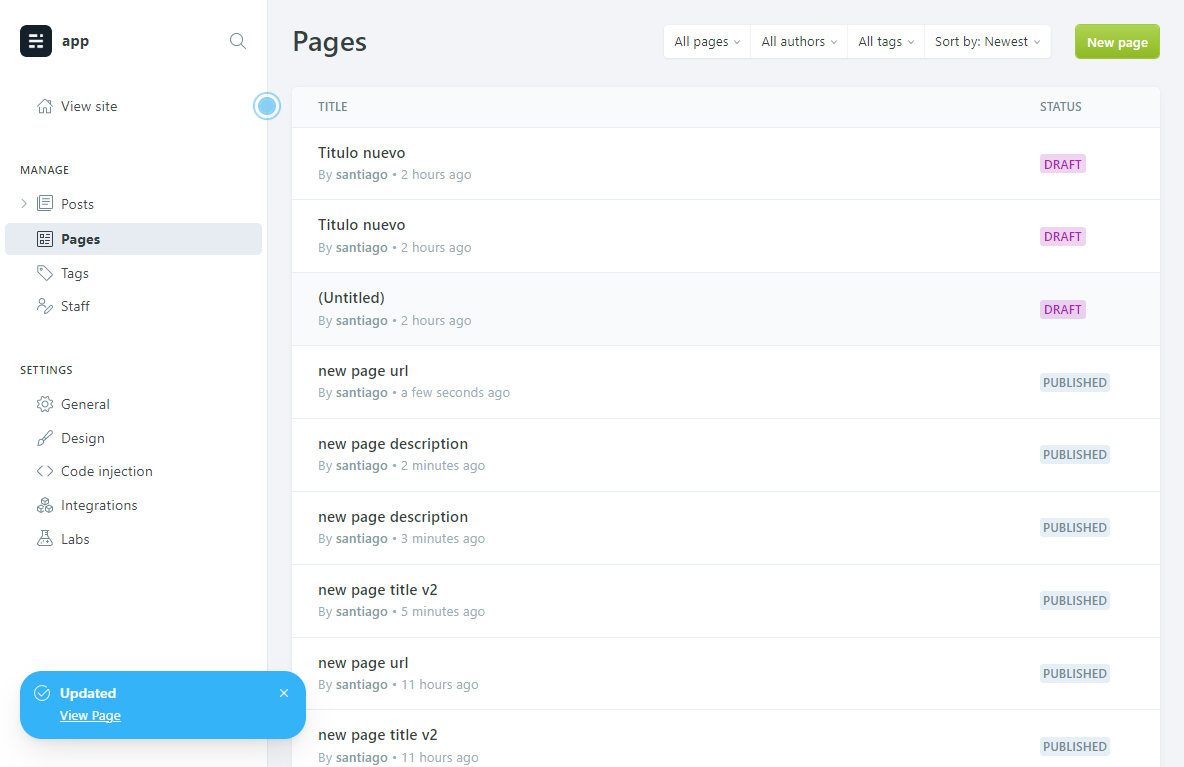 app
View site
MANAGE
Posts
Pages
Tags
Staff
SETTINGS
General
Design
Code injection
Integrations
Labs
Updated
View Page
Pages
All pages
All authors
All tags
Sort by: Newest
New page
TITLE STATUS
Titulo nuevo
By santiago • 2 hours ago
DRAFT
Titulo nuevo
By santiago • 2 hours ago
DRAFT
(Untitled)
By santiago • 2 hours ago
DRAFT
new page url
By santiago • a few seconds ago
PUBLISHED
new page description
By santiago • 2 minutes ago
PUBLISHED
new page description
By santiago • 3 minutes ago
PUBLISHED
new page title v2
By santiago • 5 minutes ago
PUBLISHED
new page url
By santiago • 11 hours ago
PUBLISHED
new page title v2
By santiago • 11 hours ago
PUBLISHED